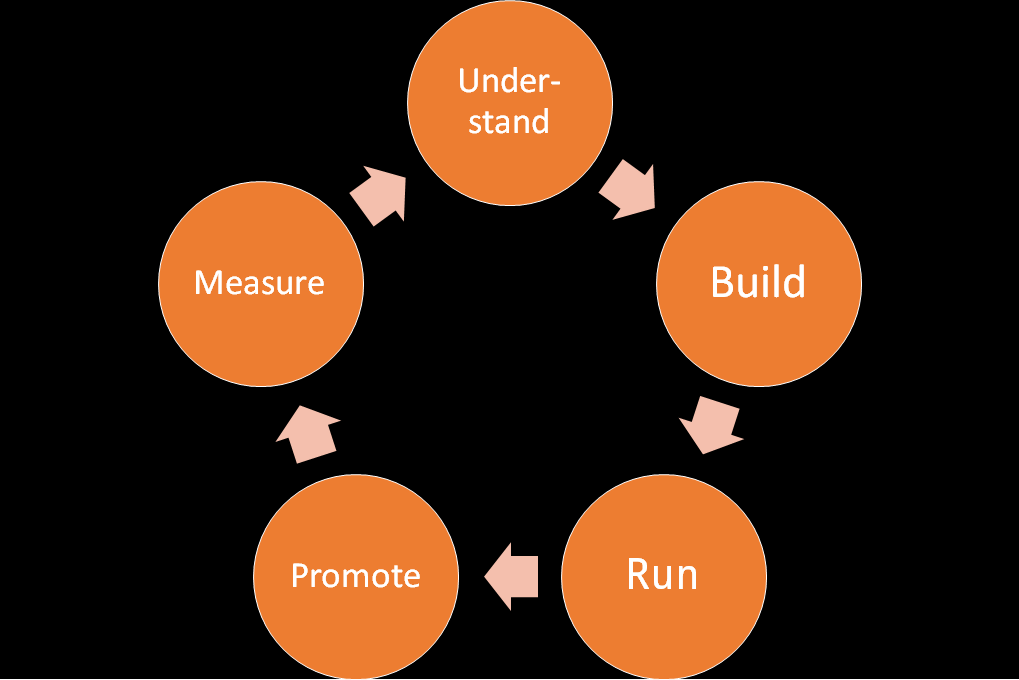 Under-
stand
Build
Run
Promote
Measure